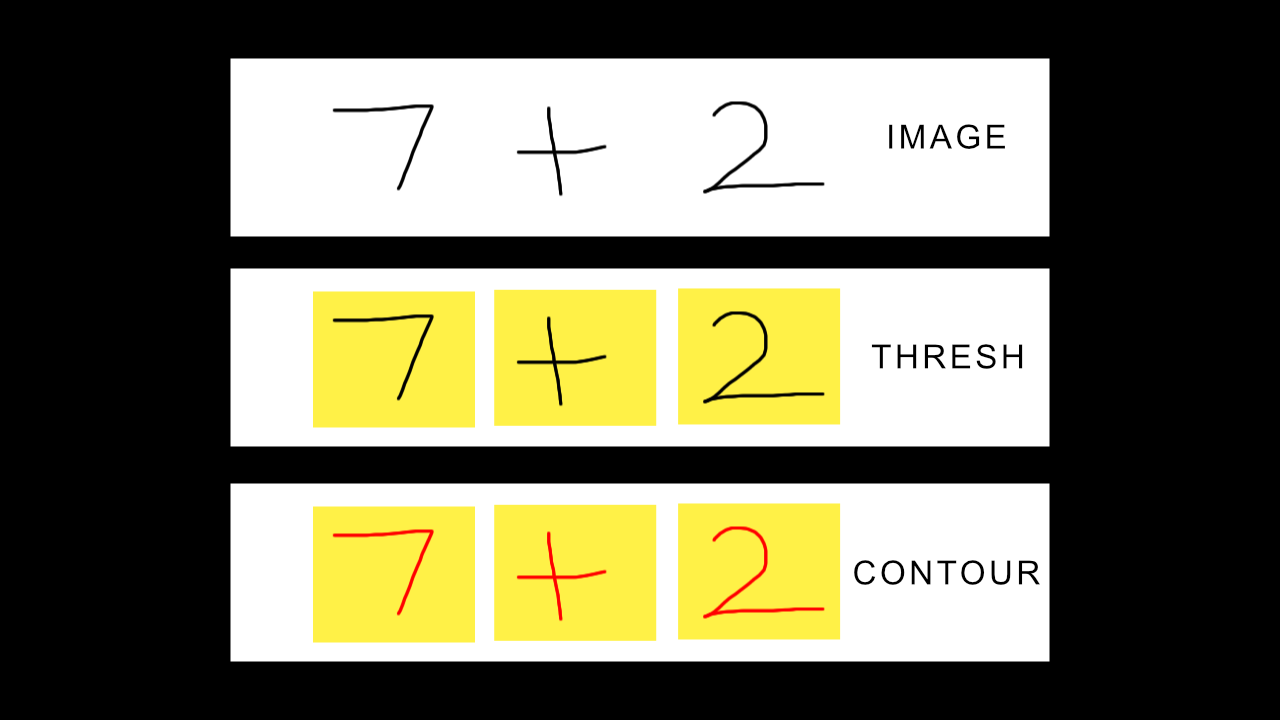 7 + 2 IMAGE
7 + 2 THRESH
7 + 2 CONTOUR